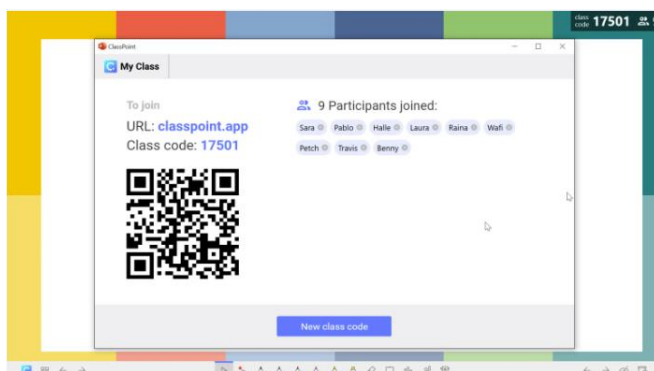 class code 17501
ClassPoint
My Class
To join
URL: classpoint.app
Class code: 17501
9 Participants joined:
Sara Pablo Halle Laura Raina Wafi
Petch Travis Benny
New class code